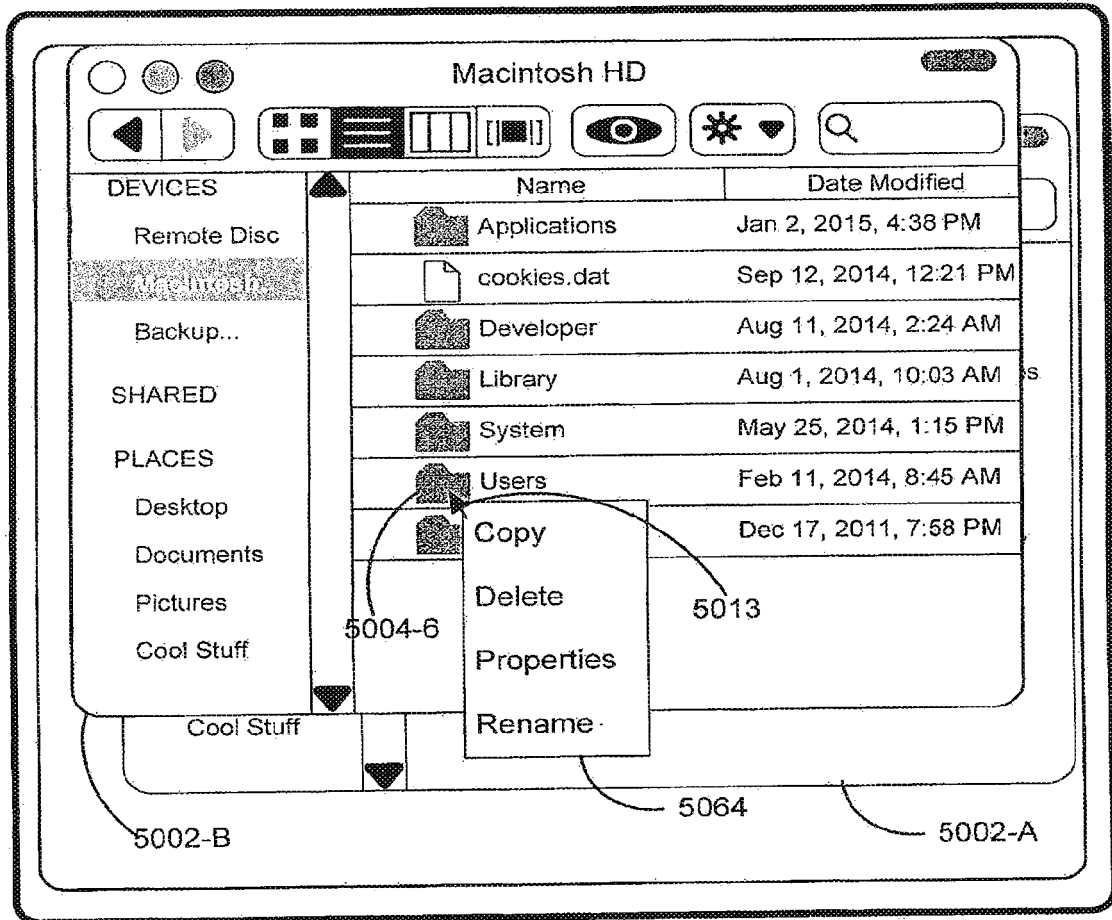 Macintosh HD
DEVICES
Remote Disc
Macintosh
Backup...
SHARED
PLACES
Desktop
Documents
Pictures
Cool Stuff
Name Date Modified
Applications Jan 2, 2015, 4:38 PM
cookies.dat Sep 12, 2014, 12:21 PM
Developer Aug 11, 2014, 2:24 AM
Library Aug 1, 2014, 10:03 AM
System May 25, 2014, 1:15 PM
Users Feb 11, 2014, 8:45 AM
Dec 17, 2011, 7:58 PM
Copy
Delete
Properties
Rename
5004-6
5013
s
Cool Stuff
5064
5002-B
5002-A